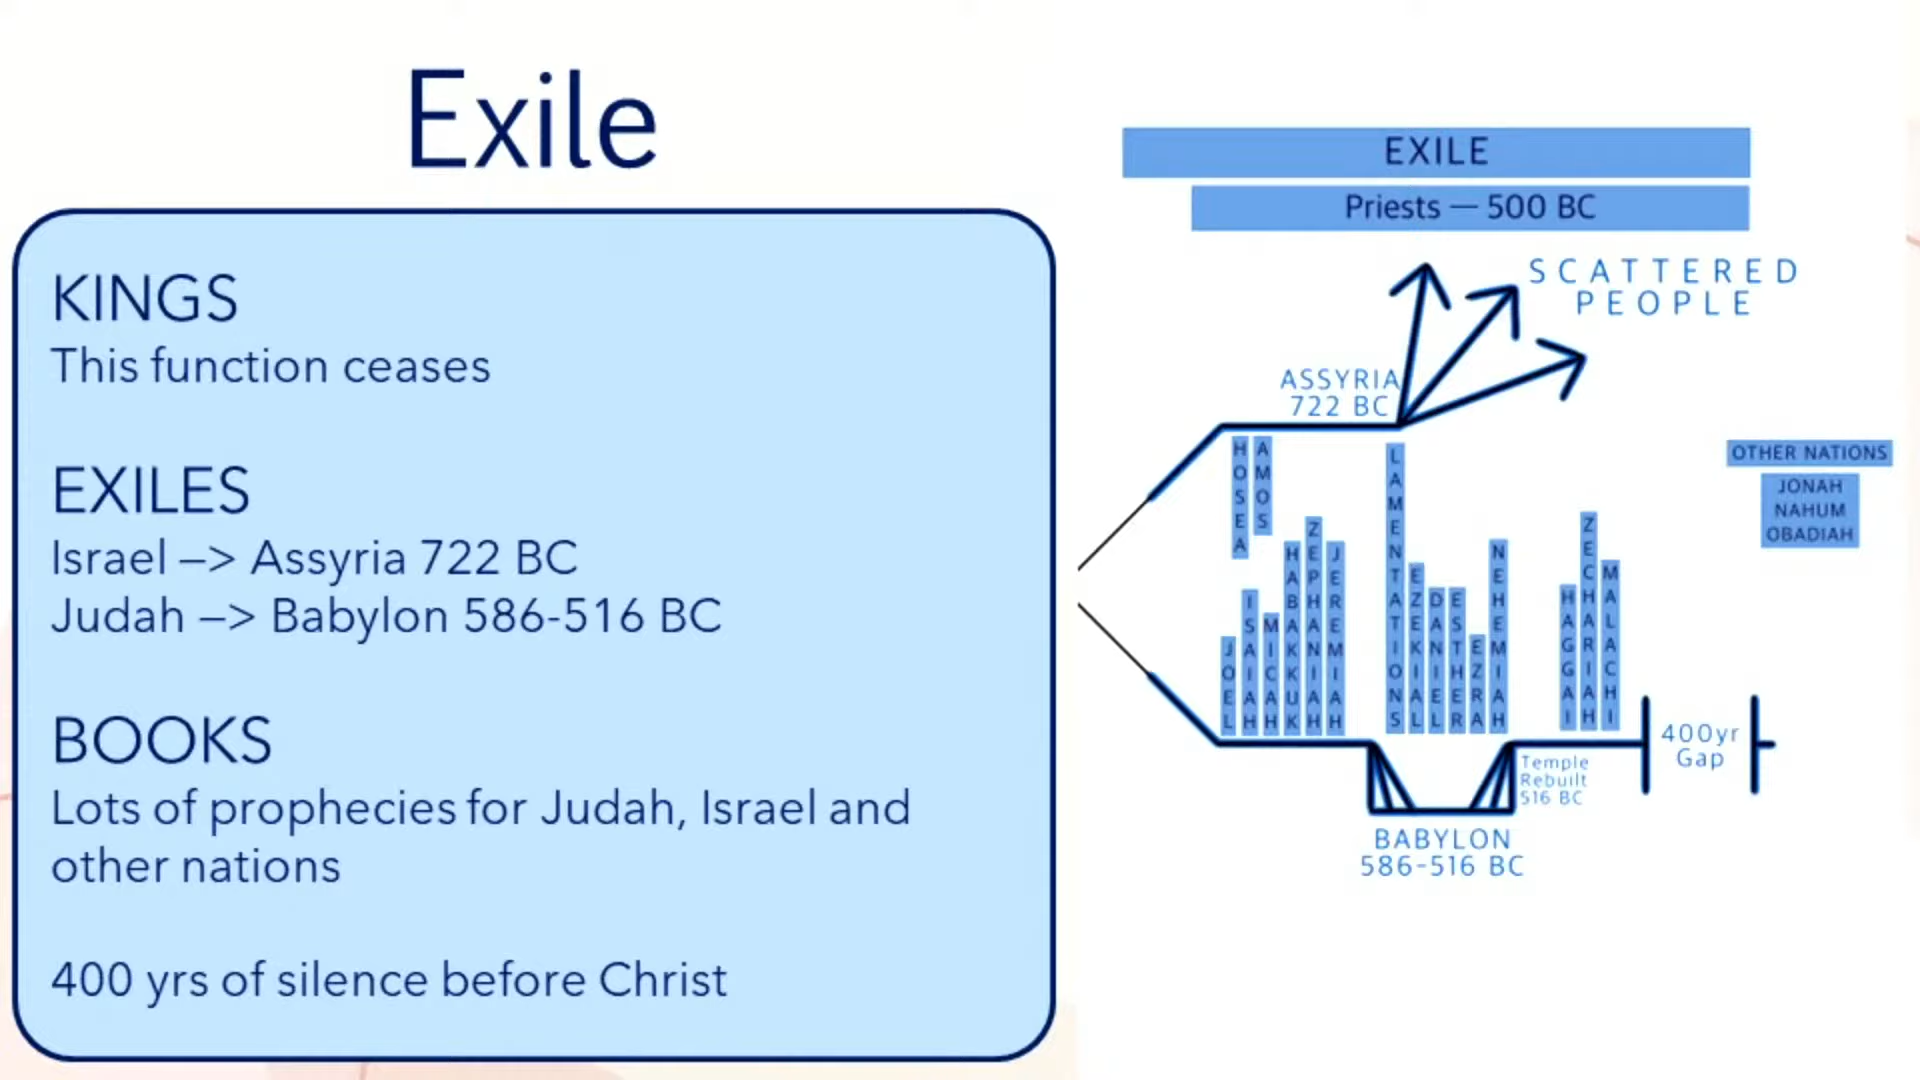 Exile
KINGS
This function ceases
EXILES
Israel —> Assyria 722 BC
Judah —> Babylon 586-516 BC
BOOKS
Lots of prophecies for Judah, Israel and
other nations
400 yrs of silence before Christ
EXILE
Priests — 500 BC
SCATTERED
PEOPLE
ASSYRIA
722 BC
HOSEA
AMOS
JOEL
ISAIAH
MICAH
HABAKKUK
ZEPHANIAH
JEREMIAH
LAMENTATIONS
EZEKIAL
DANIEL
ESTHER
EZRA
NEHEMIAH
HAGGAI
ZECHARIAH
MALACHI
OTHER NATIONS
JONAH
NAHUM
OBADIAH
400yr
Gap
Temple
Rebuilt
516 BC
BABYLON
586-516 BC